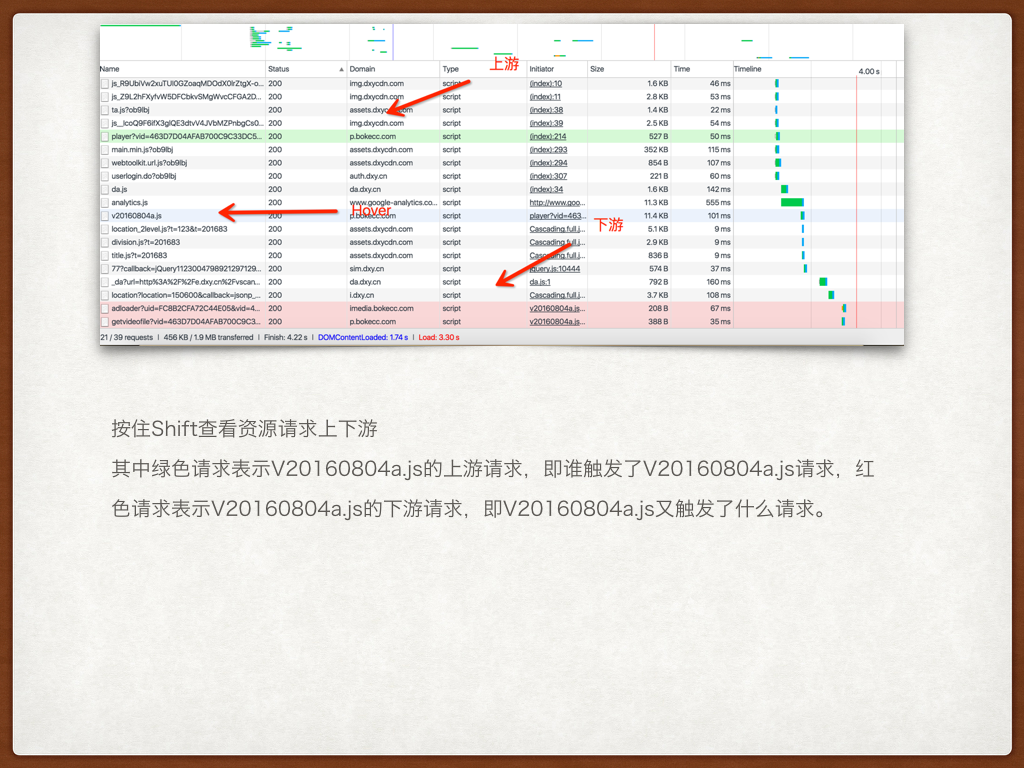 Name Status Domain Type Initiator Size Time Timeline 4.00 s
上游
js_R9UbiVw2xuTUI0GZoaqMDOdX0lrZtgX-o... 200 img.dxycdn.com script (index):10 1.6 KB 46 ms
js_Z9L2hFXyfvW5DFCbkvSMgWvcCFGA2D... 200 img.dxycdn.com script (index):11 2.8 KB 53 ms
ta.js?ob9lbj 200 assets.dxycdn.com script (index):38 1.4 KB 22 ms
js__lcoQ9F6ifX3glQE3dtvV4JVbMZPnbgCs0... 200 img.dxycdn.com script (index):39 2.5 KB 54 ms
player?vid=463D7D04AFAB700C9C33DC5... 200 p.bokecc.com script (index):214 527 B 50 ms
main.min.js?ob9lbj 200 assets.dxycdn.com script (index):293 352 KB 115 ms
webtoolkit.url.js?ob9lbj 200 assets.dxycdn.com script (index):294 854 B 107 ms
userlogin.do?ob9lbj 200 auth.dxy.cn script (index):307 221 B 60 ms
da.js 200 da.dxy.cn script (index):34 1.6 KB 142 ms
analytics.js 200 www.google-analytics.co... script http://www.goo... 11.3 KB 555 ms
Hover
v20160804a.js 200 p.bokecc.com script player?vid=463... 11.4 KB 101 ms
下游
location_2level.js?t=123&t=201683 200 assets.dxycdn.com script Cascading.full.j... 5.1 KB 9 ms
division.js?t=201683 200 assets.dxycdn.com script Cascading.full.j... 2.9 KB 9 ms
title.js?t=201683 200 assets.dxycdn.com script Cascading.full.j... 836 B 9 ms
77?callback=jQuery1123004798921297129... 200 sim.dxy.cn script jquery.js:10444 574 B 37 ms
_da?url=http%3A%2F%2Fe.dxy.cn%2Fvscan... 200 da.dxy.cn script da.js:1 792 B 160 ms
location?location=150600&callback=jsonp_... 200 i.dxy.cn script Cascading.full.j... 3.7 KB 108 ms
adloader?uid=FC8B2CFA72C44E05&vid=4... 200 imedia.bokecc.com script v20160804a.js... 208 B 67 ms
getvideofile?vid=463D7D04AFAB700C9C3... 200 p.bokecc.com script v20160804a.js... 388 B 35 ms
21 / 39 requests | 456 KB / 1.9 MB transferred | Finish: 4.22 s | DOMContentLoaded: 1.74 s | Load: 3.30 s
按住Shift查看资源请求上下游
其中绿色请求表示V20160804a.js的上游请求，即谁触发了V20160804a.js请求，红
色请求表示V20160804a.js的下游请求，即V20160804a.js又触发了什么请求。